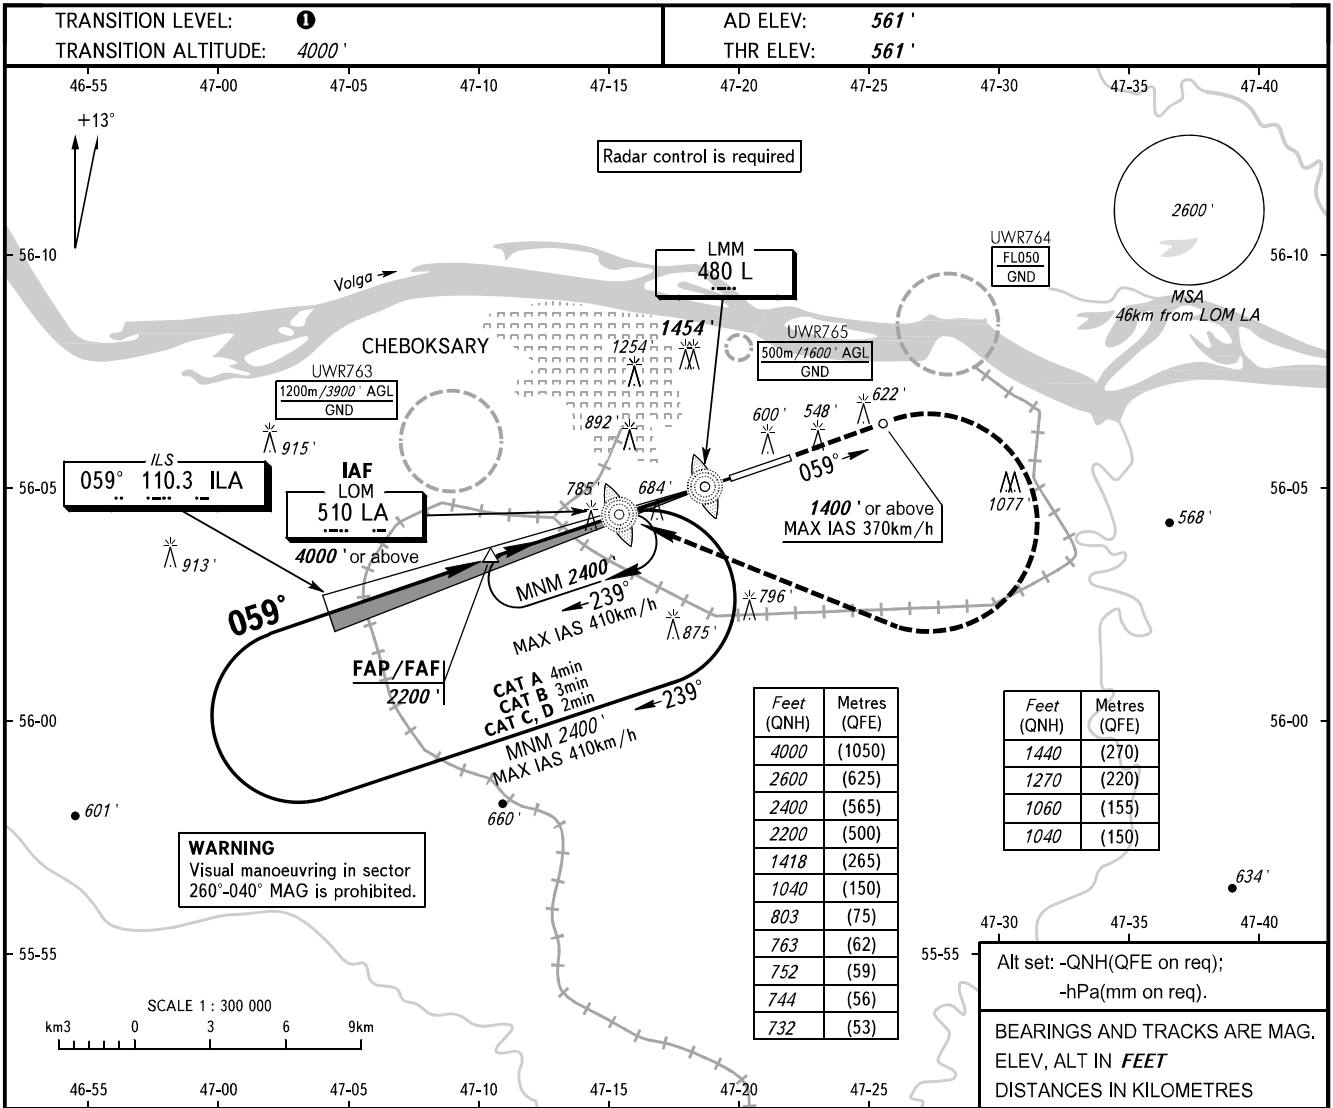 TRANSITION LEVEL: ❶
TRANSITION ALTITUDE: 4000 '
AD ELEV: 561 '
THR ELEV: 561 '
46-55 47-00 47-05 47-10 47-15 47-20 47-25 47-30 47-35 47-40
+13°
Radar control is required
2600 '
MSA
46km from LOM LA
56-10
56-10
UWR764
FL050
GND
LMM
480 L
Volga
CHEBOKSARY
1454 '
1254 '
UWR765
500m/1600 ' AGL
GND
UWR763
1200m/3900 ' AGL
GND
915 '
892 '
600 '
548 '
622 '
ILS
059° 110.3 ILA
IAF
LOM
510 LA
4000 ' or above
785 '
684 '
059°
1400 ' or above
MAX IAS 370km/h
1077
56-05
56-05
568 '
913 '
059°
MNM 2400 '
239°
MAX IAS 410km/h
796 '
875 '
FAP/FAF
2200 '
CAT A 4min
CAT B 3min
CAT C, D 2min
239°
MNM 2400 '
MAX IAS 410km/h
56-00
56-00
601 '
660 '
634 '
WARNING
Visual manoeuvring in sector
260°-040° MAG is prohibited.
Feet Metres
(QNH) (QFE)
4000 (1050)
2600 (625)
2400 (565)
2200 (500)
1418 (265)
1040 (150)
803 (75)
763 (62)
752 (59)
744 (56)
732 (53)
Feet Metres
(QNH) (QFE)
1440 (270)
1270 (220)
1060 (155)
1040 (150)
47-30 47-35 47-40
55-55
55-55
SCALE 1 : 300 000
km3 0 3 6 9km
Alt set: -QNH(QFE on req);
-hPa(mm on req).
BEARINGS AND TRACKS ARE MAG.
ELEV, ALT IN FEET
DISTANCES IN KILOMETRES
46-55 47-00 47-05 47-10 47-15 47-20 47-25